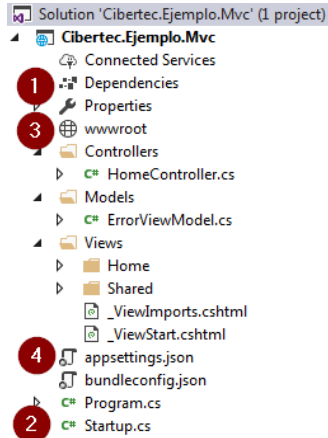 Solution 'Cibertec.Ejemplo.Mvc' (1 project)
Cibertec.Ejemplo.Mvc
Connected Services
1 Dependencies
Properties
3 wwwroot
Controllers
C# HomeController.cs
Models
C# ErrorViewModel.cs
Views
Home
Shared
_ViewImports.cshtml
_ViewStart.cshtml
4 appsettings.json
bundleconfig.json
C# Program.cs
2 C# Startup.cs